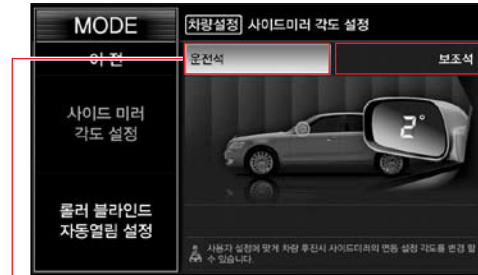 MODE
이 전
사이드 미러
각도 설정
롤러 블라인드
자동열림 설정
차량설정 사이드미러 각도 설정
운전석
보조석
2°
사용자 설정에 맞게 차량 후진시 사이드미러의 연동 설정 각도를 변경 할
수 있습니다.